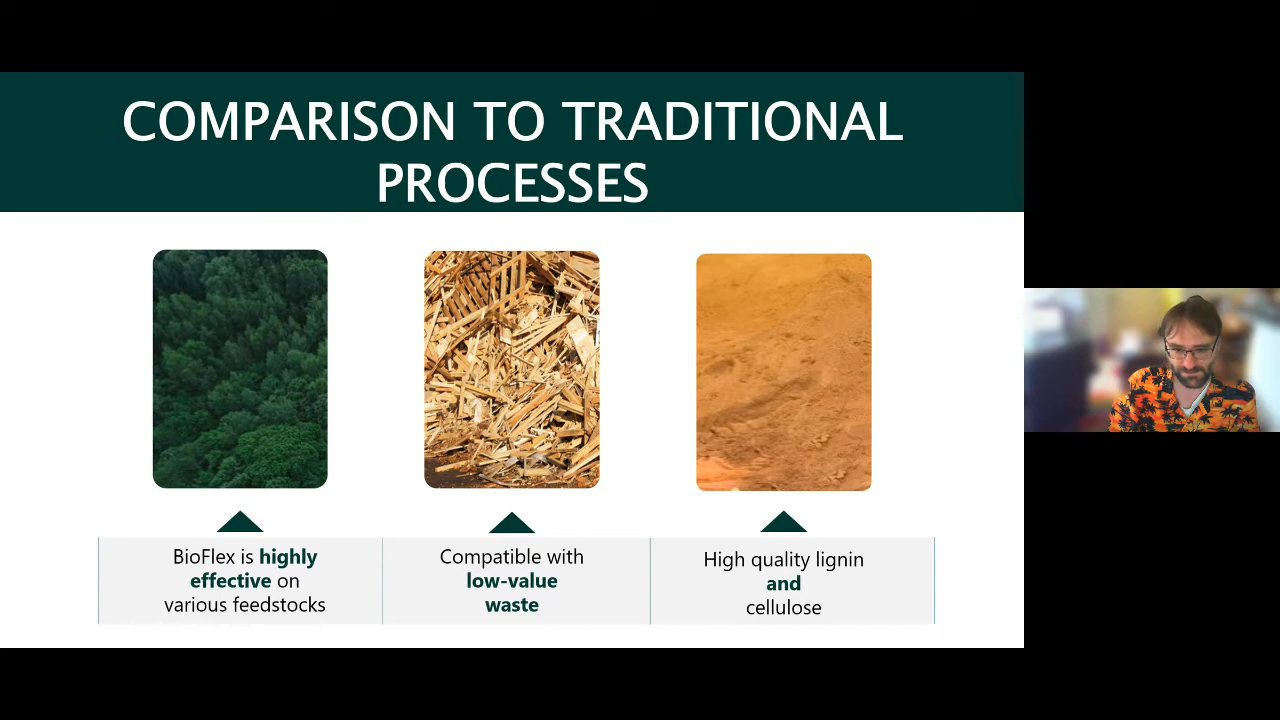 COMPARISON TO TRADITIONAL
PROCESSES
BioFlex is highly
effective on
various feedstocks
Compatible with
low-value
waste
High quality lignin
and
cellulose